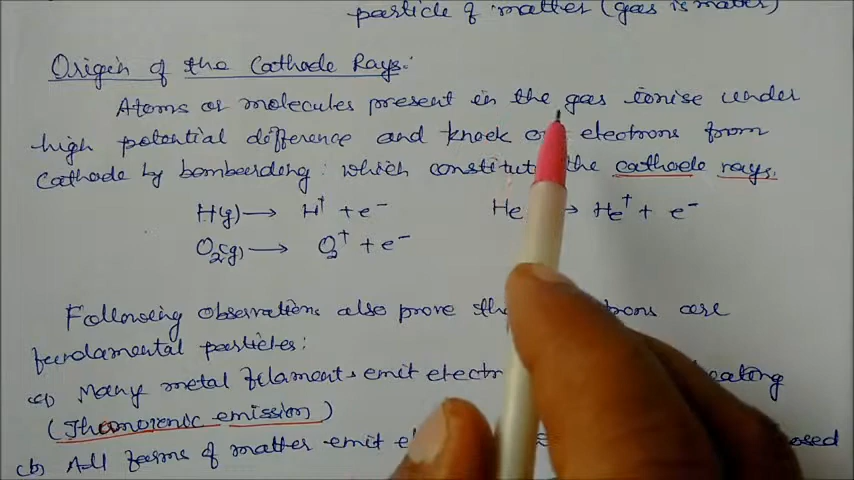 particle of matter (gas is matter)
Origin of the Cathode Rays:
Atoms or molecules present in the gas ionise under
high potential difference and knock electrons from
Cathode by bombarding: which constitute the cathode rays.
H(g) → H⁺ + e⁻ He → He⁺ + e⁻
O₂(g) → O₂⁺ + e⁻
Following observations also prove are
fundamental particles:
(a) Many metal filaments emit
(Thomoienic emission)
(b) All forms of matter emit